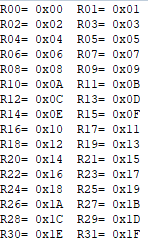 R00= 0x00 R01= 0x01
R02= 0x02 R03= 0x03
R04= 0x04 R05= 0x05
R06= 0x06 R07= 0x07
R08= 0x08 R09= 0x09
R10= 0x0A R11= 0x0B
R12= 0x0C R13= 0x0D
R14= 0x0E R15= 0x0F
R16= 0x10 R17= 0x11
R18= 0x12 R19= 0x13
R20= 0x14 R21= 0x15
R22= 0x16 R23= 0x17
R24= 0x18 R25= 0x19
R26= 0x1A R27= 0x1B
R28= 0x1C R29= 0x1D
R30= 0x1E R31= 0x1F